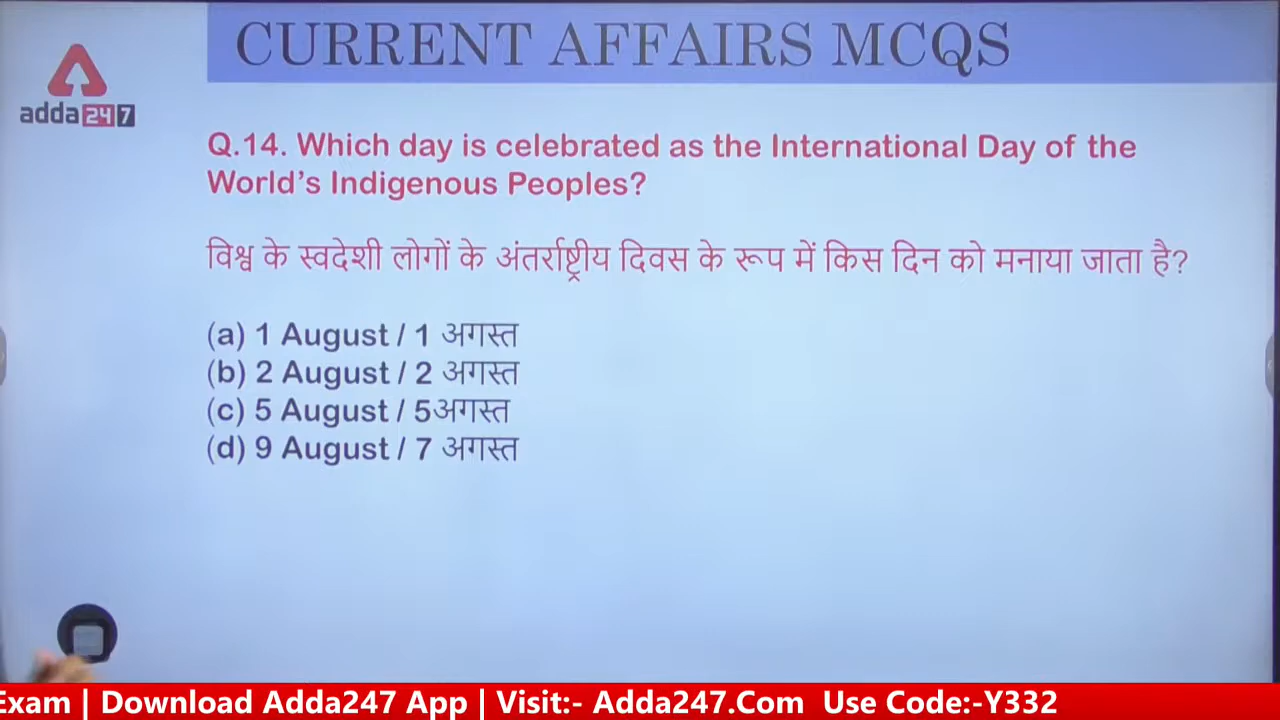 CURRENT AFFAIRS MCQS
adda247
Q.14. Which day is celebrated as the International Day of the
World's Indigenous Peoples?
विश्व के स्वदेशी लोगों के अंतर्राष्ट्रीय दिवस के रूप में किस दिन को मनाया जाता है?
(a) 1 August / 1 अगस्त
(b) 2 August / 2 अगस्त
(c) 5 August / 5अगस्त
(d) 9 August / 7 अगस्त
Exam | Download Adda247 App | Visit:- Adda247.Com Use Code:-Y332